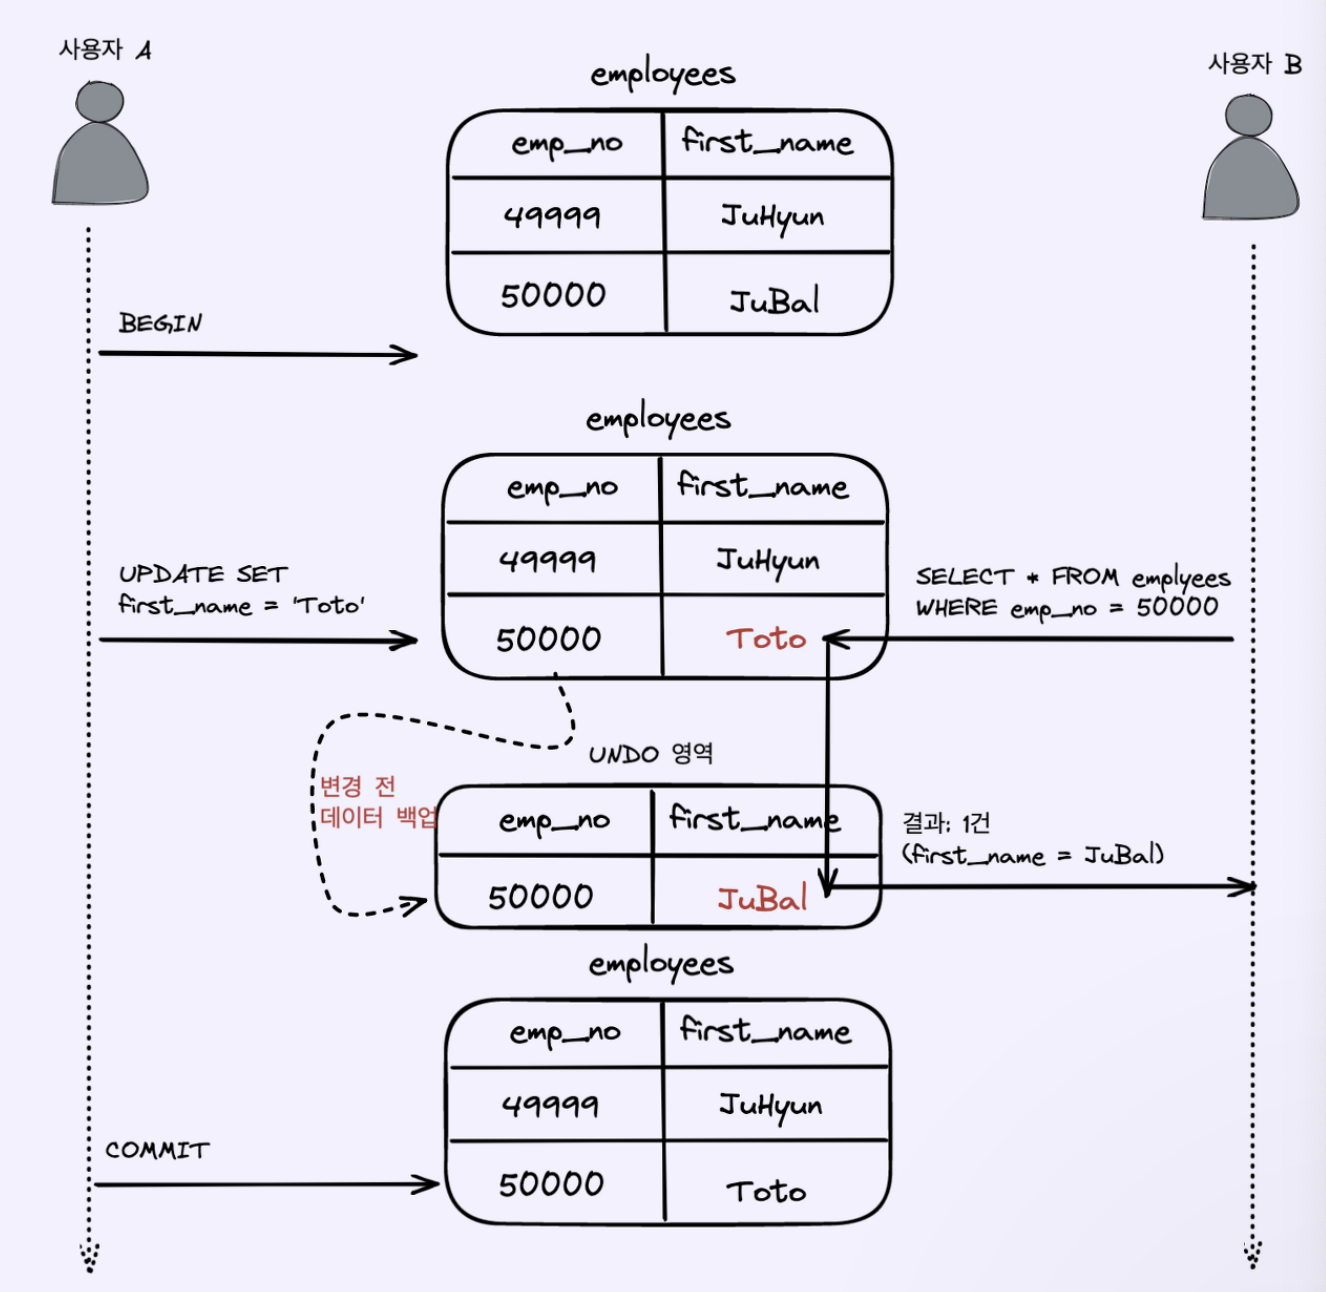 사용자 A
사용자 B
employees
emp_no first_name
49999 JuHyun
50000 JuBal
BEGIN
employees
emp_no first_name
49999 JuHyun
50000 Toto
UPDATE SET
first_name = 'Toto'
SELECT * FROM emplyees
WHERE emp_no = 50000
변경 전
데이터 백업
UNDO 영역
emp_no first_name
50000 JuBal
결과: 1건
(first_name = JuBal)
employees
emp_no first_name
49999 JuHyun
50000 Toto
COMMIT